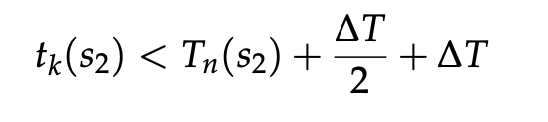 t_k(s_2) < T_n(s_2) + \frac{\Delta T}{2} + \Delta T